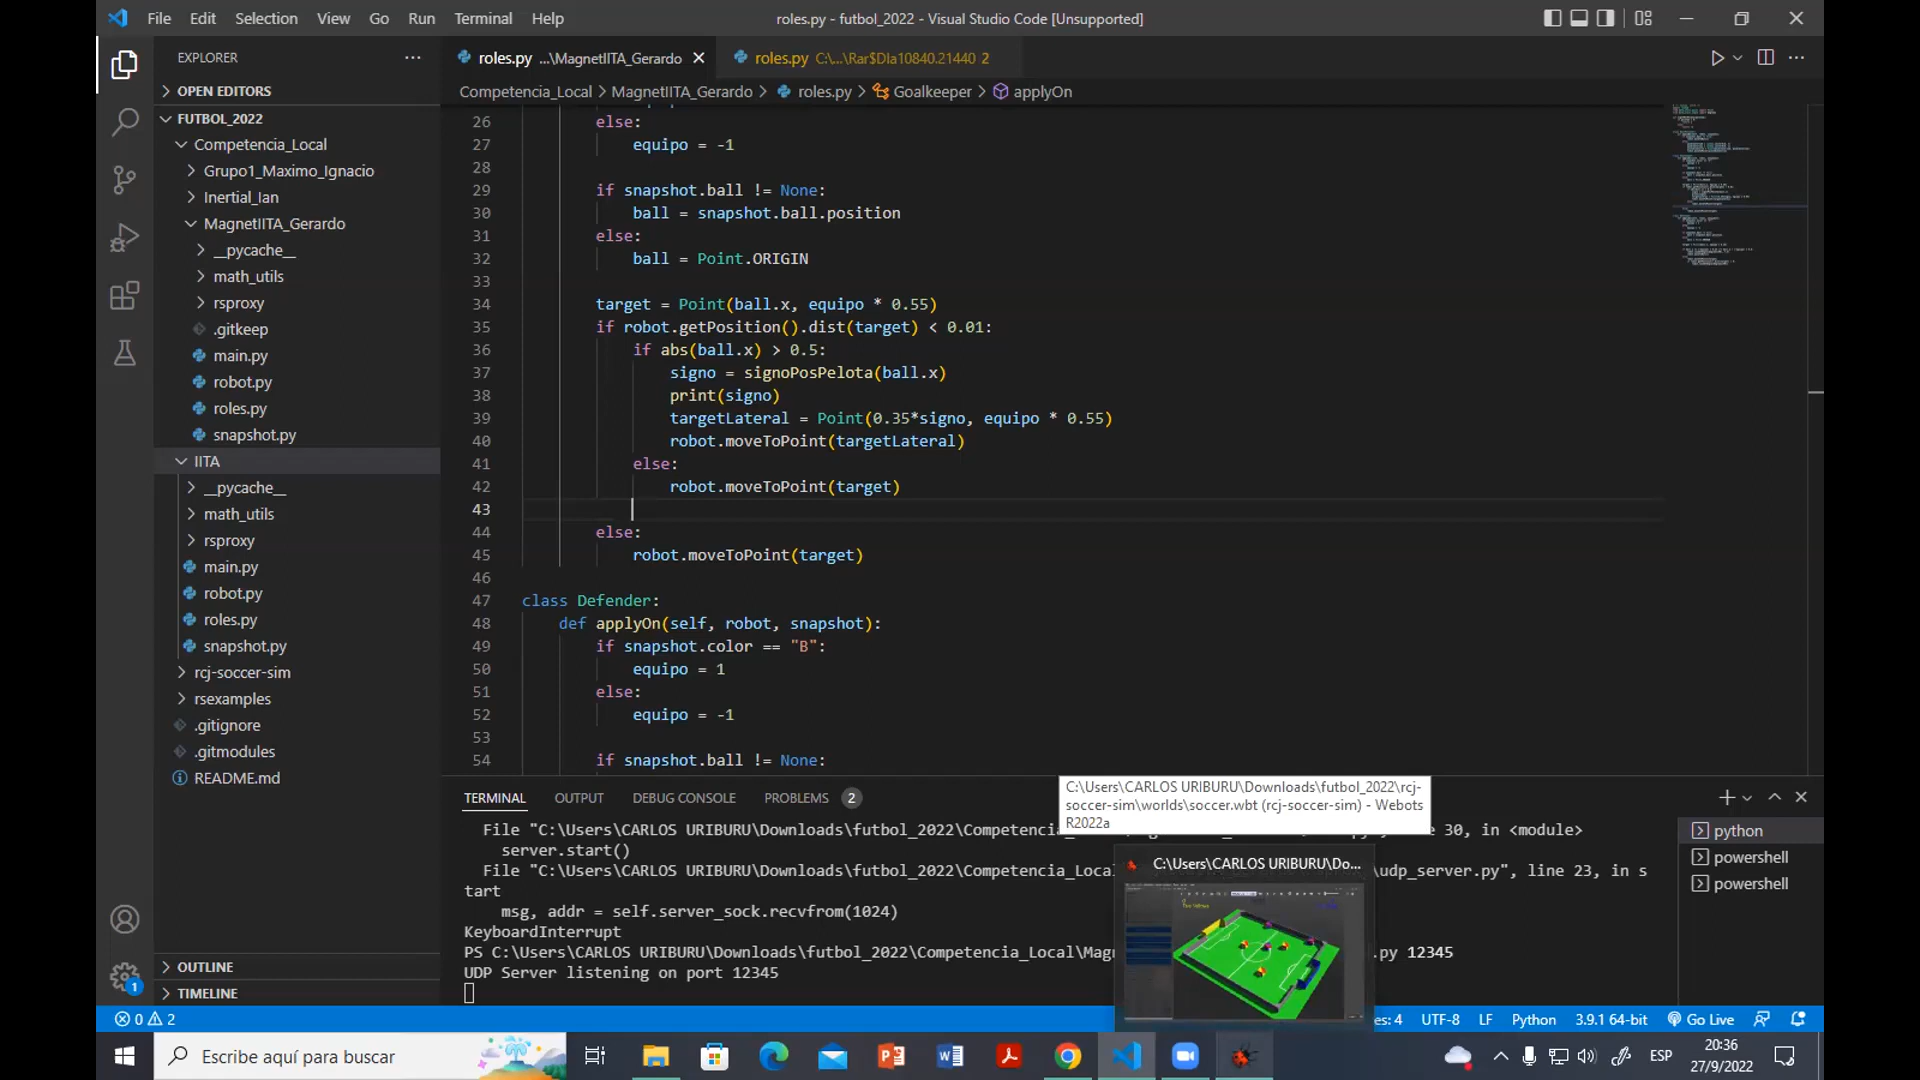 File Edit Selection View Go Run Terminal Help
roles.py - futbol_2022 - Visual Studio Code [Unsupported]
EXPLORER
roles.py ...\MagnetIITA_Gerardo
roles.py C:\...\Rar$DIa10840.21440 2
OPEN EDITORS
Competencia_Local > MagnetIITA_Gerardo > roles.py > Goalkeeper > applyOn
FUTBOL_2022
Competencia_Local
Grupo1_Maximo_Ignacio
Inertial_Ian
MagnetIITA_Gerardo
__pycache__
math_utils
rsproxy
.gitkeep
main.py
robot.py
roles.py
snapshot.py
IITA
__pycache__
math_utils
rsproxy
main.py
robot.py
roles.py
snapshot.py
rcj-soccer-sim
rsexamples
.gitignore
.gitmodules
README.md
OUTLINE
TIMELINE
26 else:
27 equipo = -1
28
29 if snapshot.ball != None:
30 ball = snapshot.ball.position
31 else:
32 ball = Point.ORIGIN
33
34 target = Point(ball.x, equipo * 0.55)
35 if robot.getPosition().dist(target) < 0.01:
36 if abs(ball.x) > 0.5:
37 signo = signoPosPelota(ball.x)
38 print(signo)
39 targetLateral = Point(0.35*signo, equipo * 0.55)
40 robot.moveToPoint(targetLateral)
41 else:
42 robot.moveToPoint(target)
43
44 else:
45 robot.moveToPoint(target)
46
47 class Defender:
48 def applyOn(self, robot, snapshot):
49 if snapshot.color == "B":
50 equipo = 1
51 else:
52 equipo = -1
53
54 if snapshot.ball != None:
TERMINAL OUTPUT DEBUG CONSOLE PROBLEMS 2
C:\Users\CARLOS URIBURU\Downloads\futbol_2022\rcj-
soccer-sim\worlds\soccer.wbt (rcj-soccer-sim) - Webots
R2022a
File "C:\Users\CARLOS URIBURU\Downloads\futbol_2022\Competencia_ 30, in <module>
server.start()
File "C:\Users\CARLOS URIBURU\Downloads\futbol_2022\Competencia_Local udp_server.py", line 23, in s
tart
msg, addr = self.server_sock.recvfrom(1024)
KeyboardInterrupt
PS C:\Users\CARLOS URIBURU\Downloads\futbol_2022\Competencia_Local\Mag .py 12345
UDP Server listening on port 12345
python
powershell
powershell
C:\Users\CARLOS URIBURU\Do...
0 2
es: 4 UTF-8 LF Python 3.9.1 64-bit Go Live
1
Escribe aquí para buscar
ESP
20:36
27/9/2022